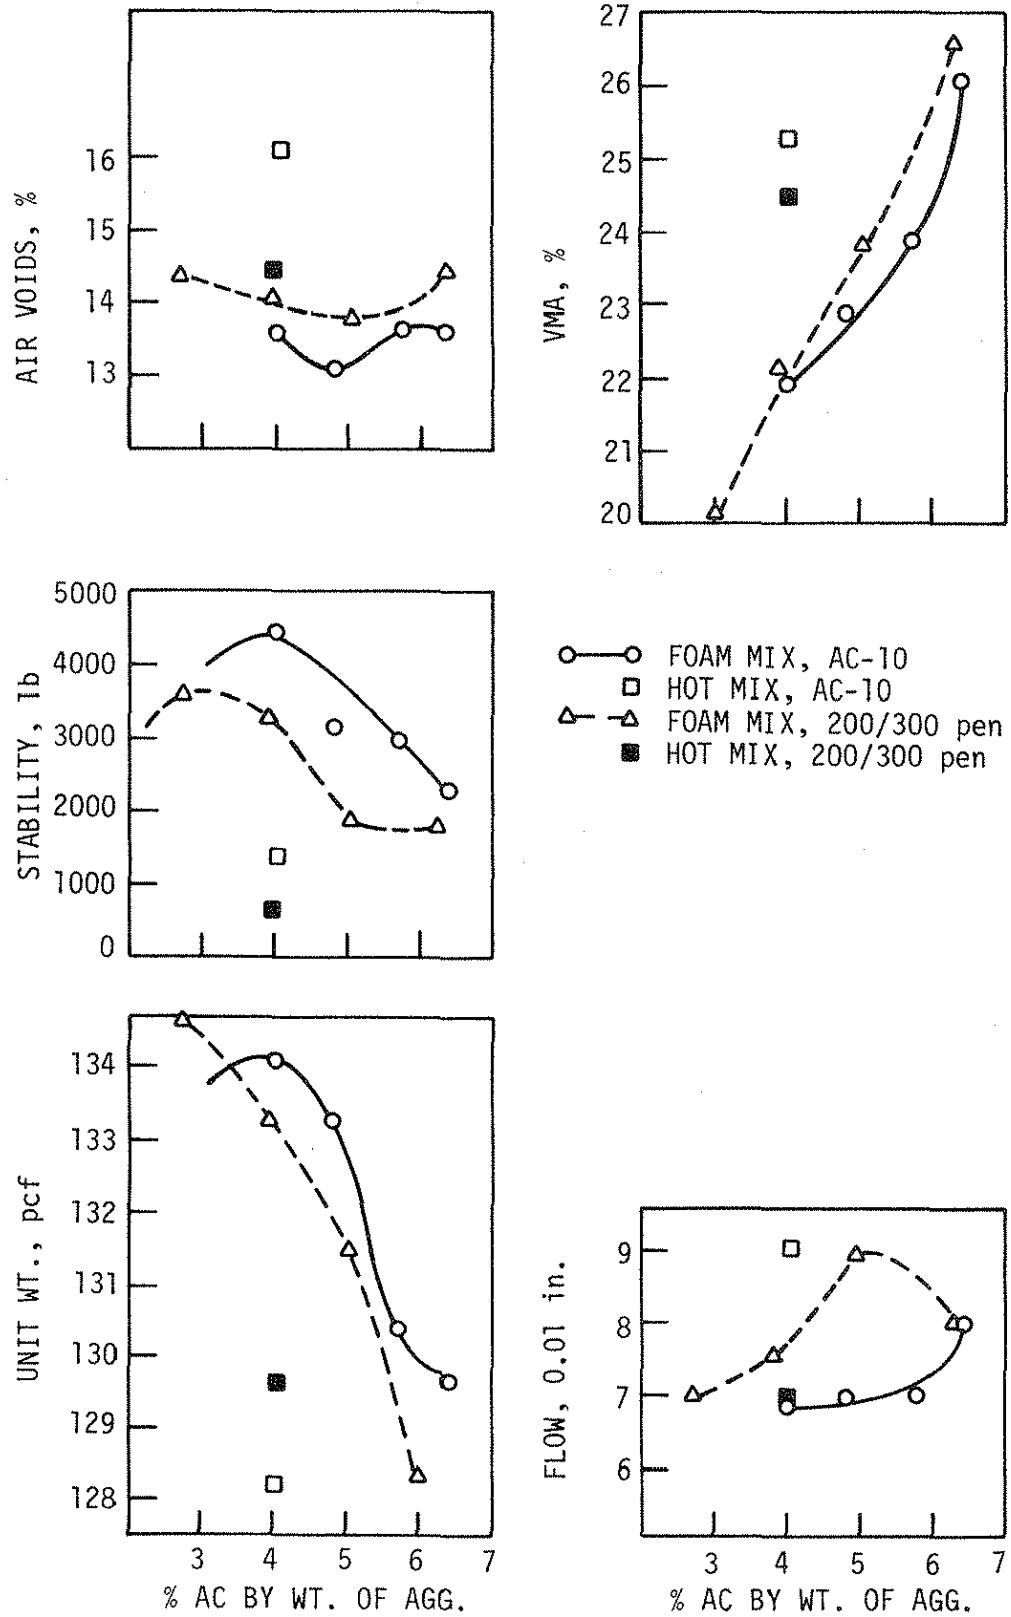 AIR VOIDS, %
16
15
14
13
VMA, %
27
26
25
24
23
22
21
20
STABILITY, lb
5000
4000
3000
2000
1000
0
FOAM MIX, AC-10
HOT MIX, AC-10
FOAM MIX, 200/300 pen
HOT MIX, 200/300 pen
UNIT WT., pcf
134
133
132
131
130
129
128
3 4 5 6 7
% AC BY WT. OF AGG.
FLOW, 0.01 in.
9
8
7
6
3 4 5 6 7
% AC BY WT. OF AGG.